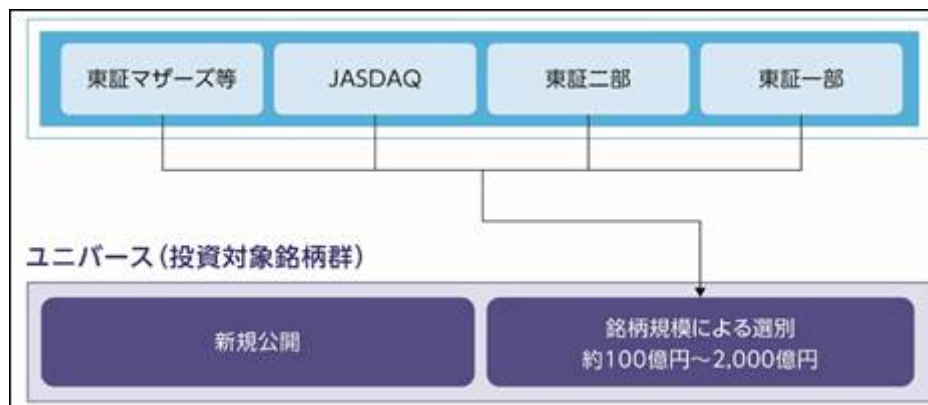 東証マザーズ等
JASDAQ
東証二部
東証一部
ユニバース（投資対象銘柄群）
新規公開
銘柄規模による選別
約100億円～2,000億円